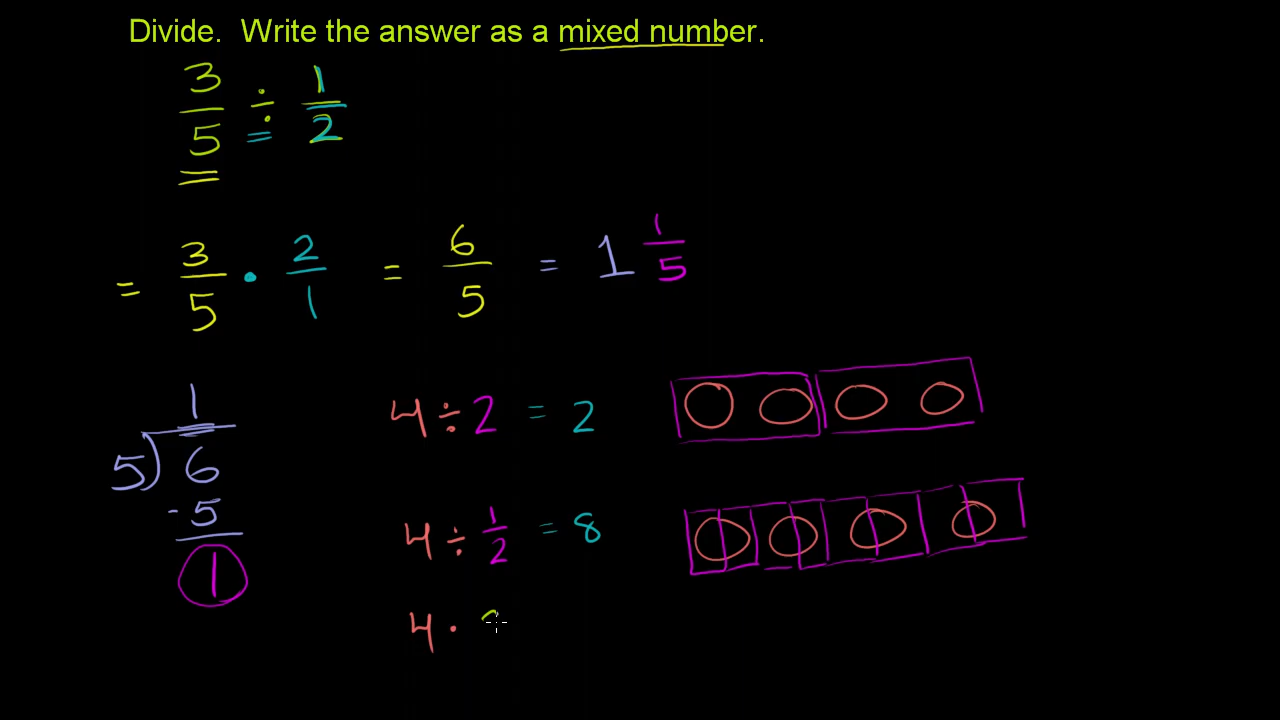 Divide. Write the answer as a mixed number.
3/5 ÷ 1/2
=
= 3/5 · 2/1 = 6/5 = 1 1/5
1
5)6
-5
1
4 ÷ 2 = 2
4 ÷ 1/2 = 8
4 ·